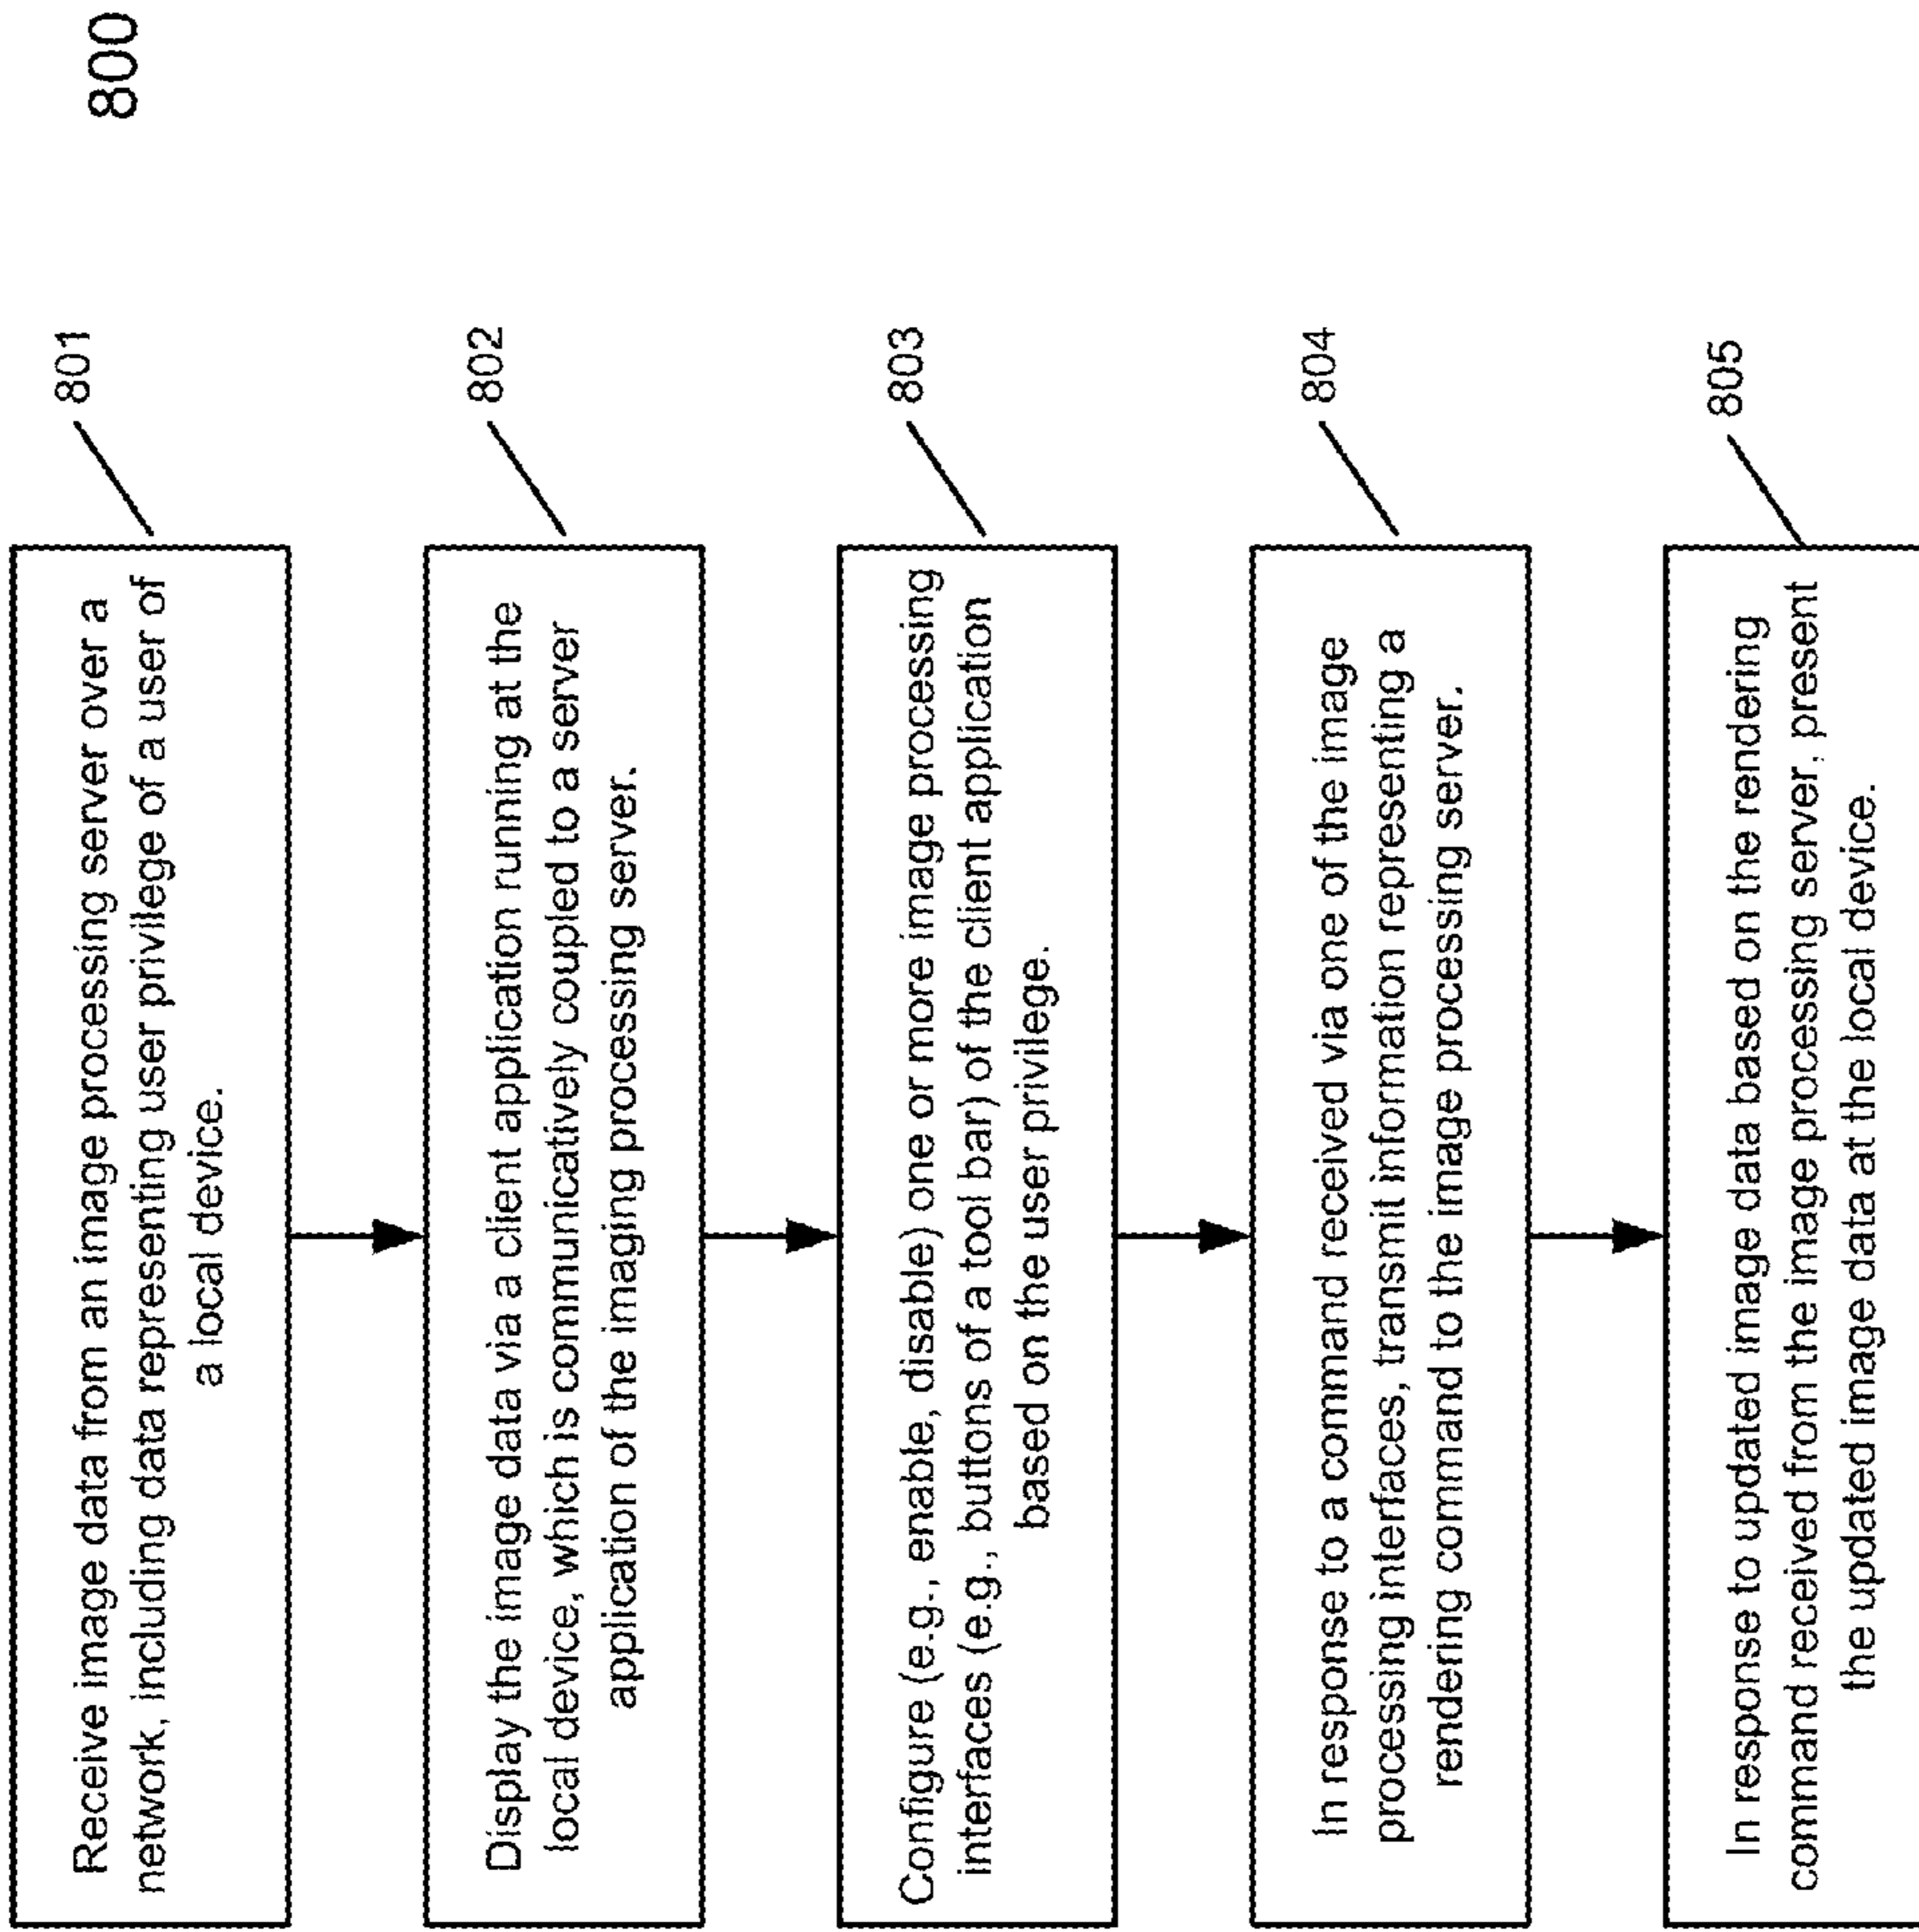 800
801
Receive image data from an image processing server over a
network, including data representing user privilege of a user of
a local device.
802
Display the image data via a client application running at the
local device, which is communicatively coupled to a server
application of the imaging processing server.
803
Configure (e.g., enable, disable) one or more image processing
interfaces (e.g., buttons of a tool bar) of the client application
based on the user privilege.
804
In response to a command received via one of the image
processing interfaces, transmit information representing a
rendering command to the image processing server.
805
In response to updated image data based on the rendering
command received from the image processing server, present
the updated image data at the local device.